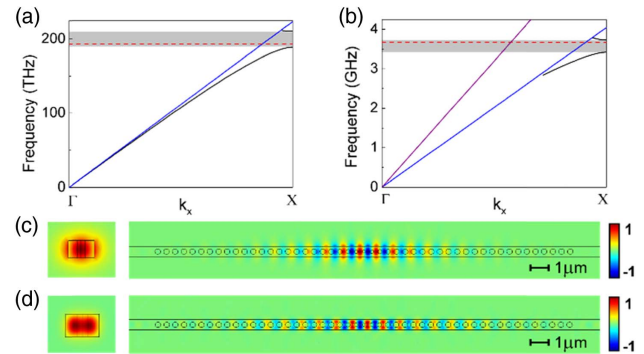 (a)
200
100
0
Frequency (THz)
Γ
X
kx
(b)
4
3
2
1
0
Frequency (GHz)
Γ
X
kx
(c)
1μm
1
-1
(d)
1μm
1
-1